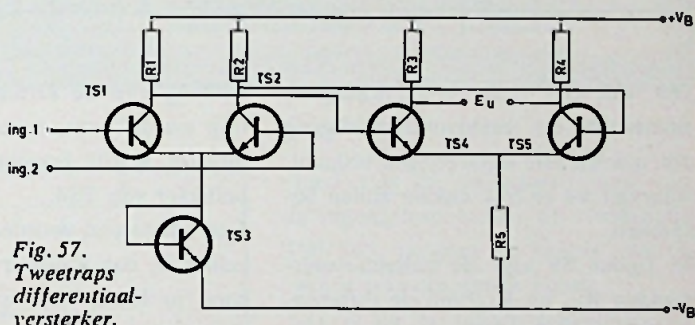 +VB
R1
R2
R3
R4
TS1
TS2
Eu
ing.1
TS4
TS5
ing.2
TS3
R5
Fig. 57.
Tweetraps
differentiaal-
versterker.
-VB